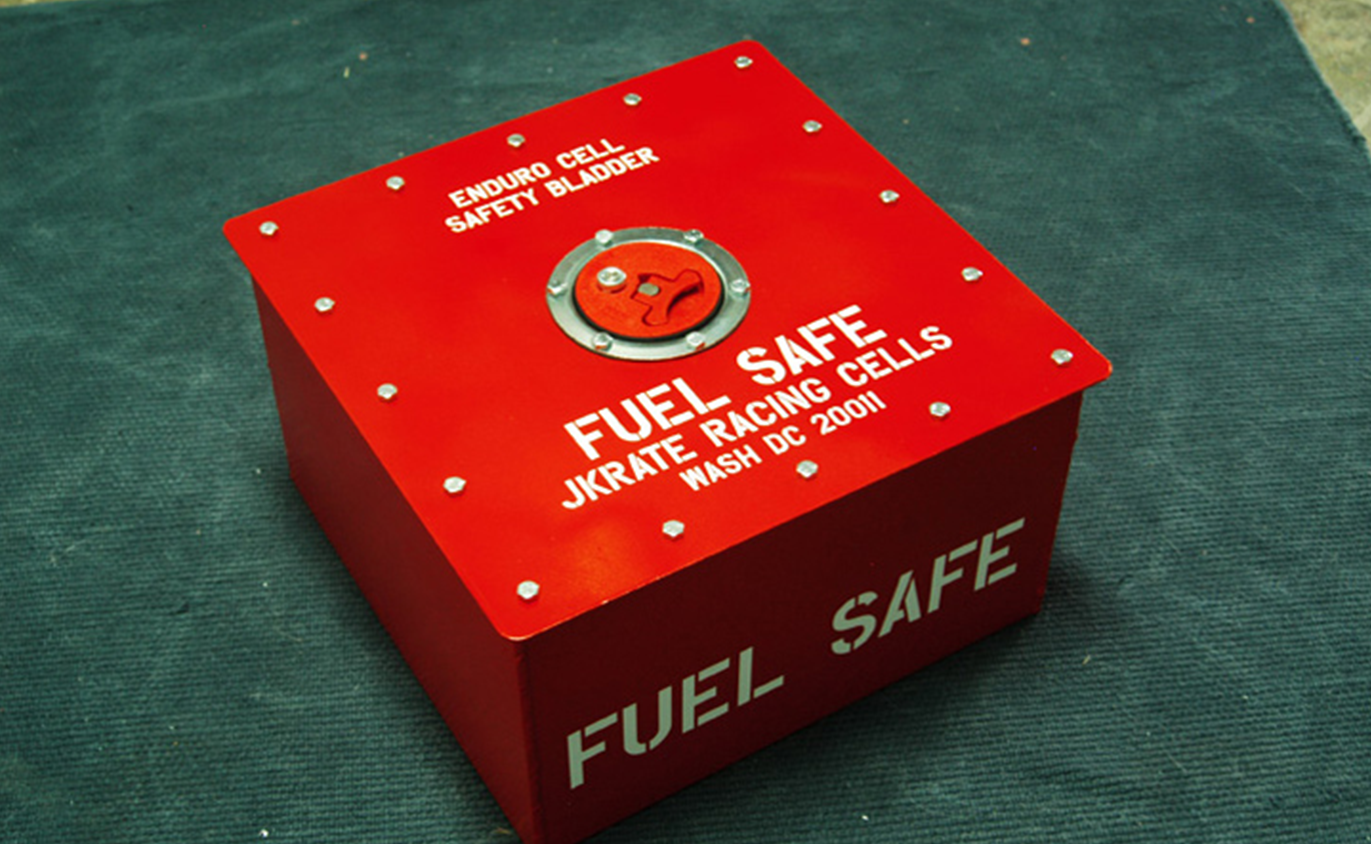 ENDURO CELL
SAFETY BLADDER
FUEL SAFE
JKRATE RACING CELLS
WASH DC 20011
FUEL SAFE